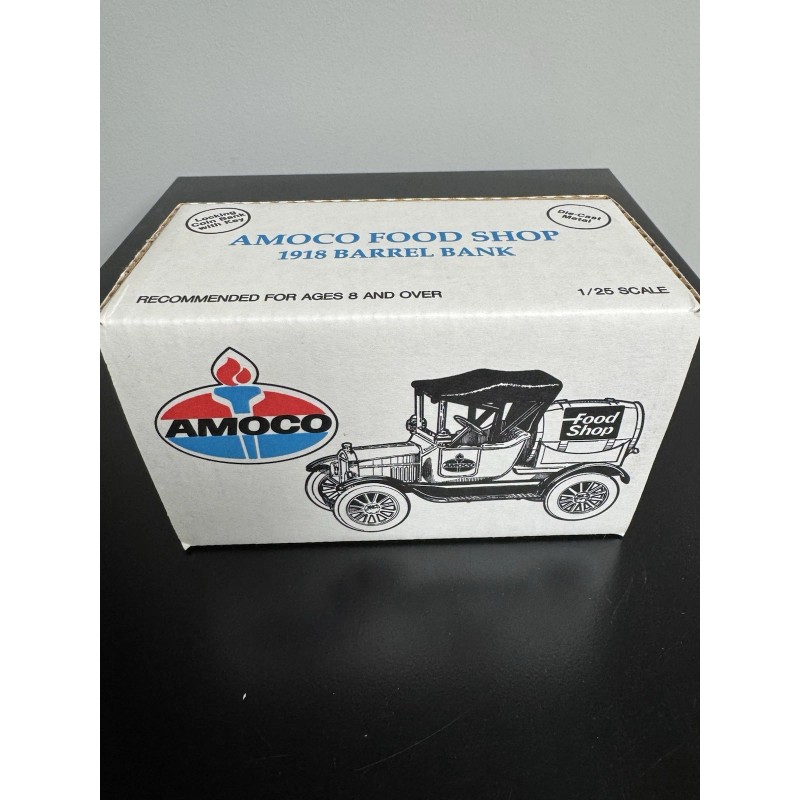 Locking
Coin Bank
with Key
Die-Cast
Metal
AMOCO FOOD SHOP
1918 BARREL BANK
RECOMMENDED FOR AGES 8 AND OVER
1/25 SCALE
AMOCO
Food
Shop
AMOCO